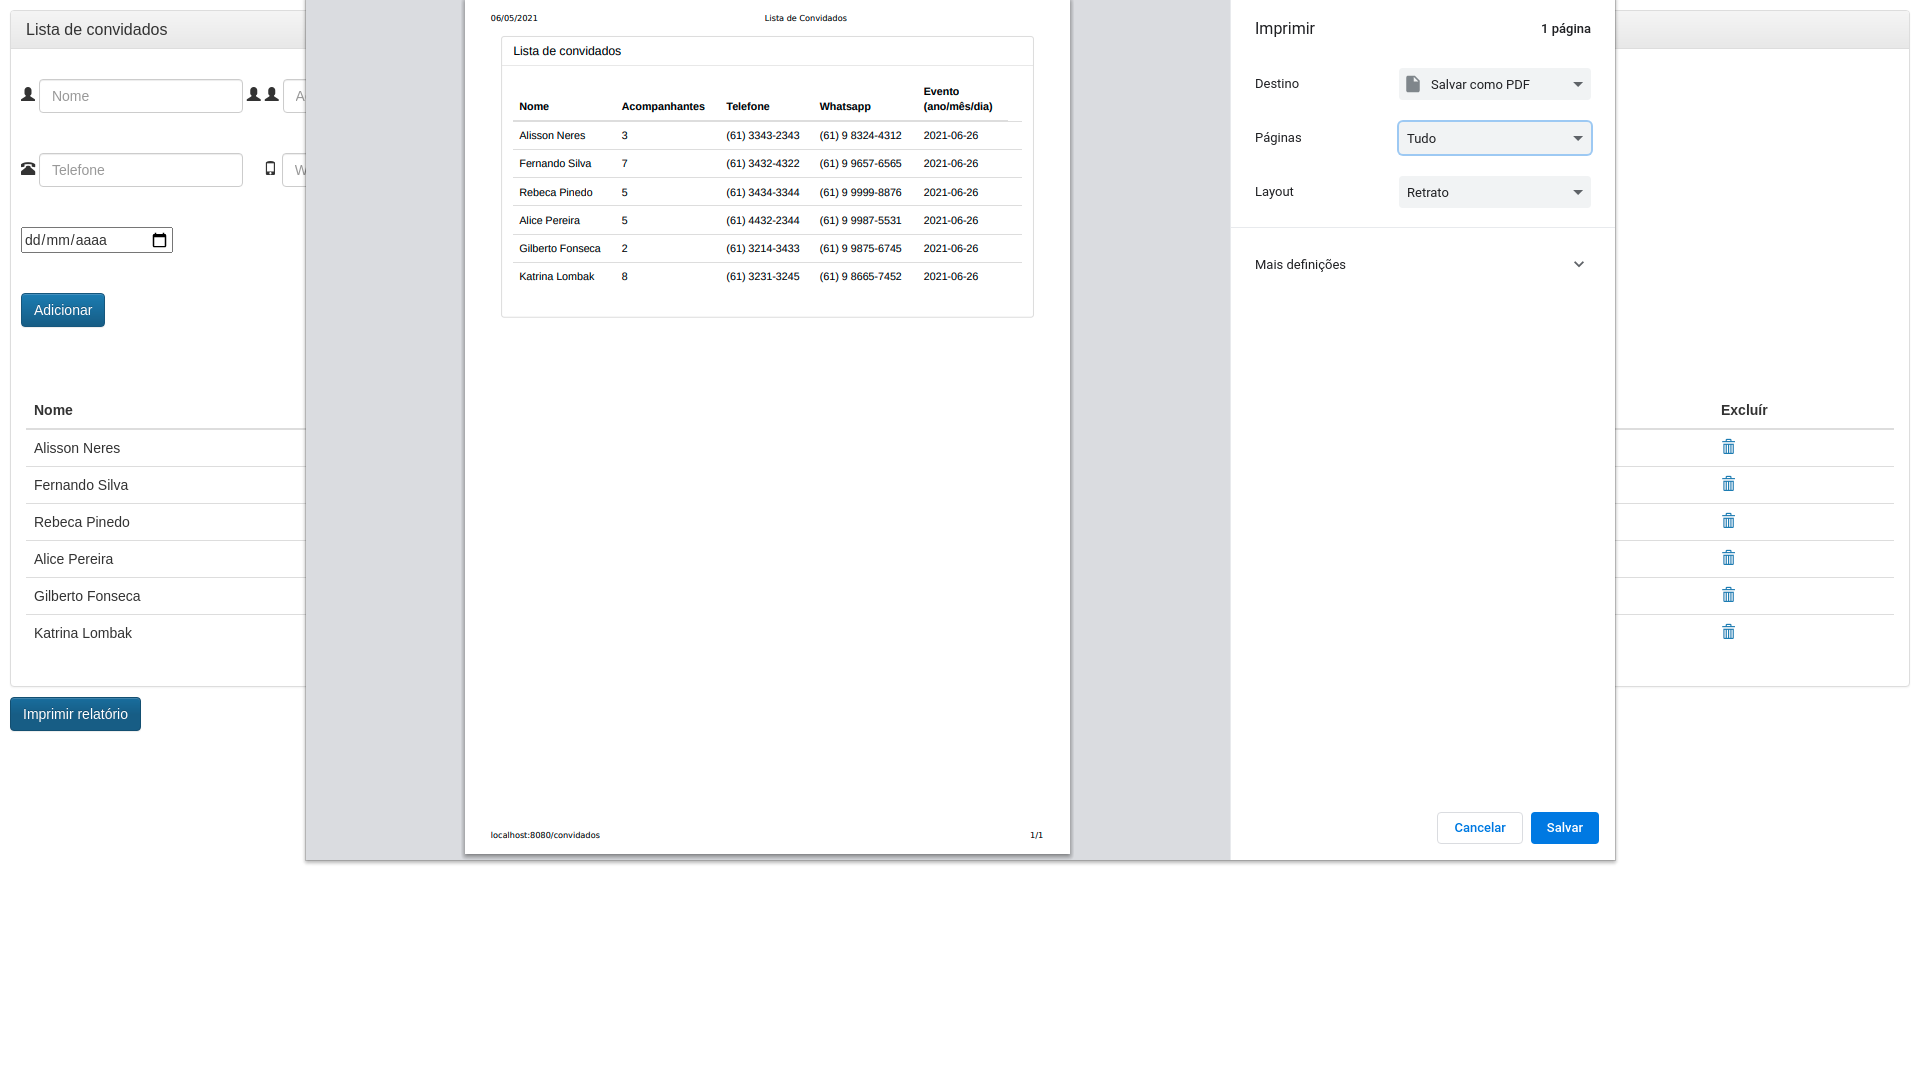 Lista de convidados
Nome
A
Telefone
W
dd/mm/aaaa
Adicionar
Nome
Alisson Neres
Fernando Silva
Rebeca Pinedo
Alice Pereira
Gilberto Fonseca
Katrina Lombak
Imprimir relatório
06/05/2021 Lista de Convidados
Lista de convidados
Nome Acompanhantes Telefone Whatsapp Evento (ano/mês/dia)
Alisson Neres 3 (61) 3343-2343 (61) 9 8324-4312 2021-06-26
Fernando Silva 7 (61) 3432-4322 (61) 9 9657-6565 2021-06-26
Rebeca Pinedo 5 (61) 3434-3344 (61) 9 9999-8876 2021-06-26
Alice Pereira 5 (61) 4432-2344 (61) 9 9987-5531 2021-06-26
Gilberto Fonseca 2 (61) 3214-3433 (61) 9 9875-6745 2021-06-26
Katrina Lombak 8 (61) 3231-3245 (61) 9 8665-7452 2021-06-26
localhost:8080/convidados 1/1
Imprimir 1 página
Destino Salvar como PDF
Páginas Tudo
Layout Retrato
Mais definições
Cancelar Salvar
Excluír